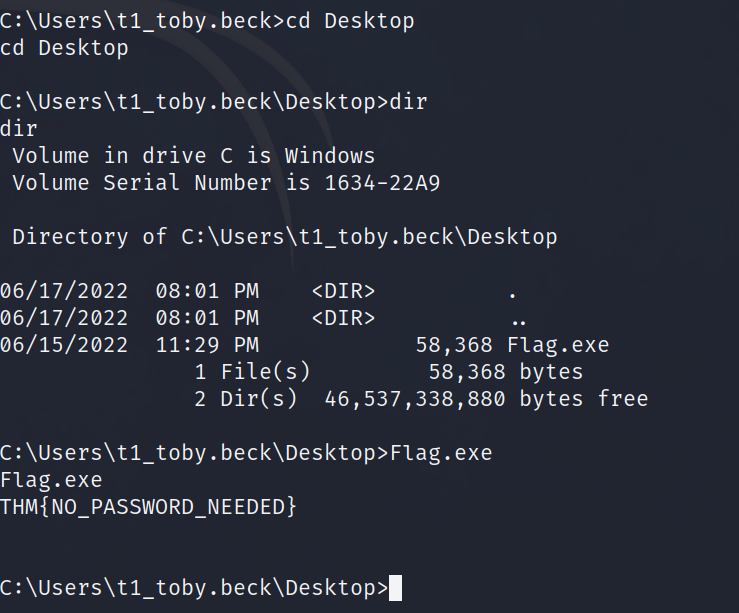 C:\Users\t1_toby.beck>cd Desktop
cd Desktop
C:\Users\t1_toby.beck\Desktop>dir
dir
 Volume in drive C is Windows
 Volume Serial Number is 1634-22A9
 Directory of C:\Users\t1_toby.beck\Desktop
06/17/2022  08:01 PM    <DIR>          .
06/17/2022  08:01 PM    <DIR>          ..
06/15/2022  11:29 PM            58,368 Flag.exe
               1 File(s)         58,368 bytes
               2 Dir(s)  46,537,338,880 bytes free
C:\Users\t1_toby.beck\Desktop>Flag.exe
Flag.exe
THM{NO_PASSWORD_NEEDED}
C:\Users\t1_toby.beck\Desktop>